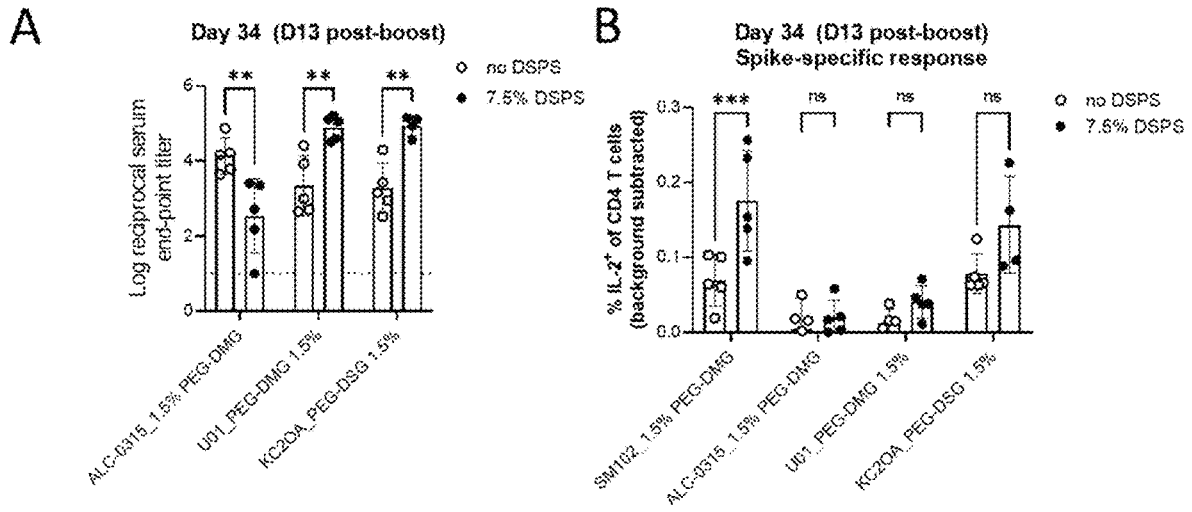 A
Day 34 (D13 post-boost)
no DSPS
7.5% DSPS
Log reciprocal serum
end-point titer
6
4
2
0
**
**
**
ALC-0315_1.5% PEG-DMG
U01_PEG-DMG 1.5%
KC2OA_PEG-DSG 1.5%
B
Day 34 (D13 post-boost)
Spike-specific response
no DSPS
7.5% DSPS
% IL-2+ of CD4 T cells
(background subtracted)
0.3
0.2
0.1
0.0
***
ns
ns
ns
SM102_1.5% PEG-DMG
ALC-0315_1.5% PEG-DMG
U01_PEG-DMG 1.5%
KC2OA_PEG-DSG 1.5%